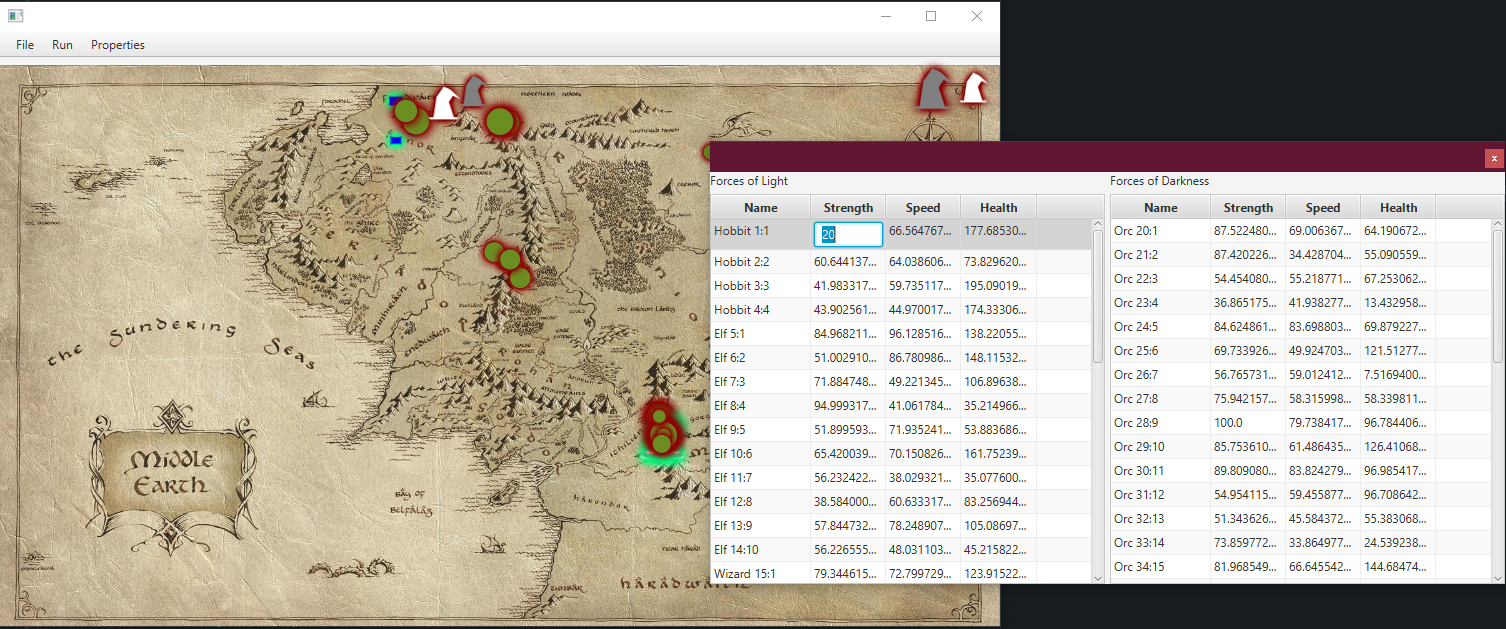 File Run Properties
NORTHERN WASTE
the Sundering Seas
Middle
Earth
Bây of
Belfâlâs
hârondor
near hârâd
hârâdwaith
Forces of Light
Name Strength Speed Health
Hobbit 1:1 20 66.564767... 177.68530...
Hobbit 2:2 60.644137... 64.038606... 73.829620...
Hobbit 3:3 41.983317... 59.735117... 195.09019...
Hobbit 4:4 43.902561... 44.970017... 174.33306...
Elf 5:1 84.968211... 96.128516... 138.22055...
Elf 6:2 51.002910... 86.780986... 148.11532...
Elf 7:3 71.884748... 49.221345... 106.89638...
Elf 8:4 94.999317... 41.061784... 35.214966...
Elf 9:5 51.899593... 71.935241... 53.883686...
Elf 10:6 65.420039... 70.150826... 161.75239...
Elf 11:7 56.232422... 38.029321... 35.077600...
Elf 12:8 38.584000... 60.633317... 83.256944...
Elf 13:9 57.844732... 78.248907... 105.08697...
Elf 14:10 56.226555... 48.031103... 45.215822...
Wizard 15:1 79.344615... 72.799729... 123.91522...
Forces of Darkness
Name Strength Speed Health
Orc 20:1 87.522480... 69.006367... 64.190672...
Orc 21:2 87.420226... 34.428704... 55.090559...
Orc 22:3 54.454080... 55.218771... 67.253062...
Orc 23:4 36.865175... 41.938277... 13.432958...
Orc 24:5 84.624861... 83.698803... 69.879227...
Orc 25:6 69.733926... 49.924703... 121.51277...
Orc 26:7 56.765731... 59.012412... 7.5169400...
Orc 27:8 75.942157... 58.315998... 58.339811...
Orc 28:9 100.0 79.738417... 96.784406...
Orc 29:10 85.753610... 61.486435... 126.41068...
Orc 30:11 89.809080... 83.824279... 96.985417...
Orc 31:12 54.954115... 59.455877... 96.708642...
Orc 32:13 51.343626... 45.584372... 55.383068...
Orc 33:14 73.859772... 33.864977... 24.539238...
Orc 34:15 81.968549... 66.645542... 144.68474...